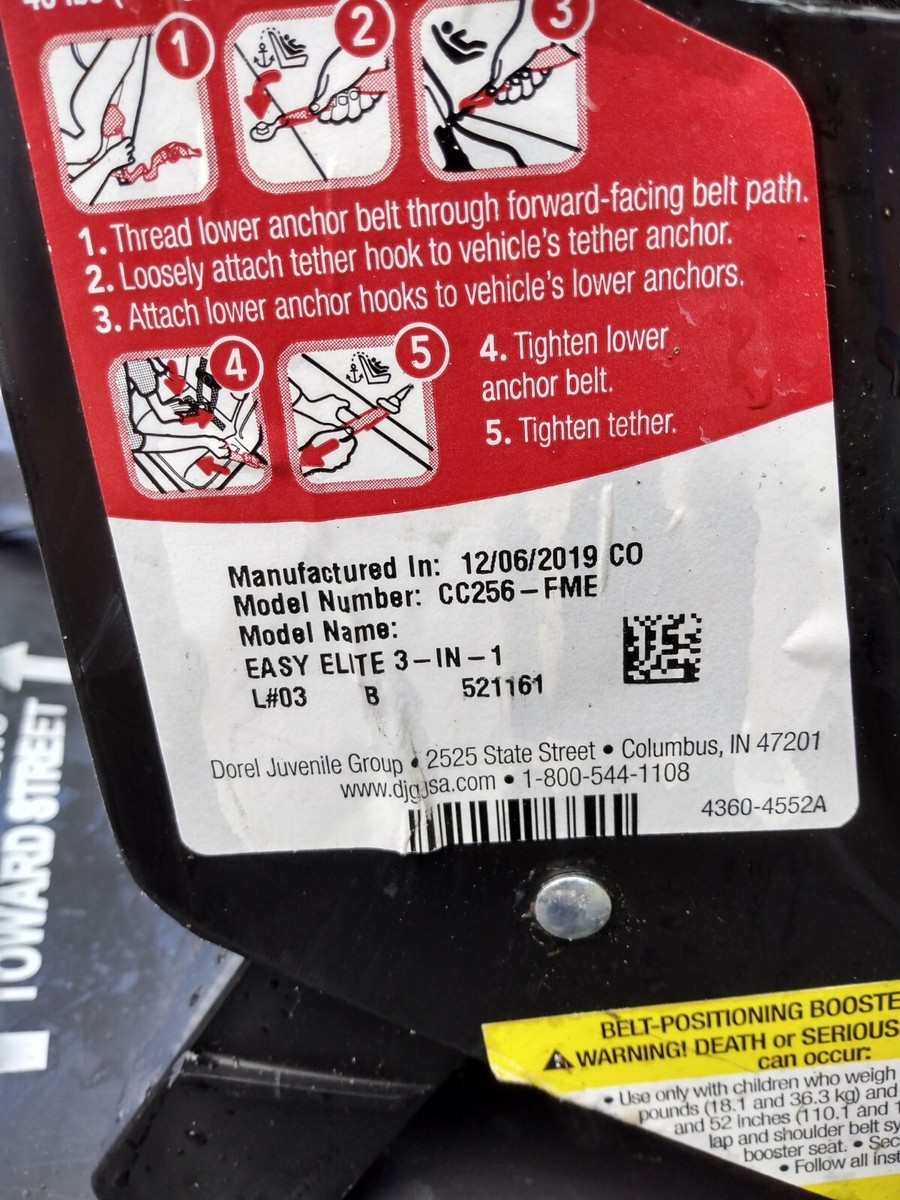 40 lbs (
1
2
3
1. Thread lower anchor belt through forward-facing belt path.
2. Loosely attach tether hook to vehicle's tether anchor.
3. Attach lower anchor hooks to vehicle's lower anchors.
4
5
4. Tighten lower
anchor belt.
5. Tighten tether.
Manufactured In: 12/06/2019 CO
Model Number: CC256-FME
Model Name:
EASY ELITE 3-IN-1
L#03 B 521161
Dorel Juvenile Group • 2525 State Street • Columbus, IN 47201
www.djgusa.com • 1-800-544-1108
4360-4552A
TOWARD STREET
BELT-POSITIONING BOOSTE
WARNING! DEATH or SERIOUS
can occur:
• Use only with children who weigh
pounds (18.1 and 36.3 kg) and
and 52 inches (110.1 and 1
lap and shoulder belt sy
booster seat. • Sec
• Follow all inst